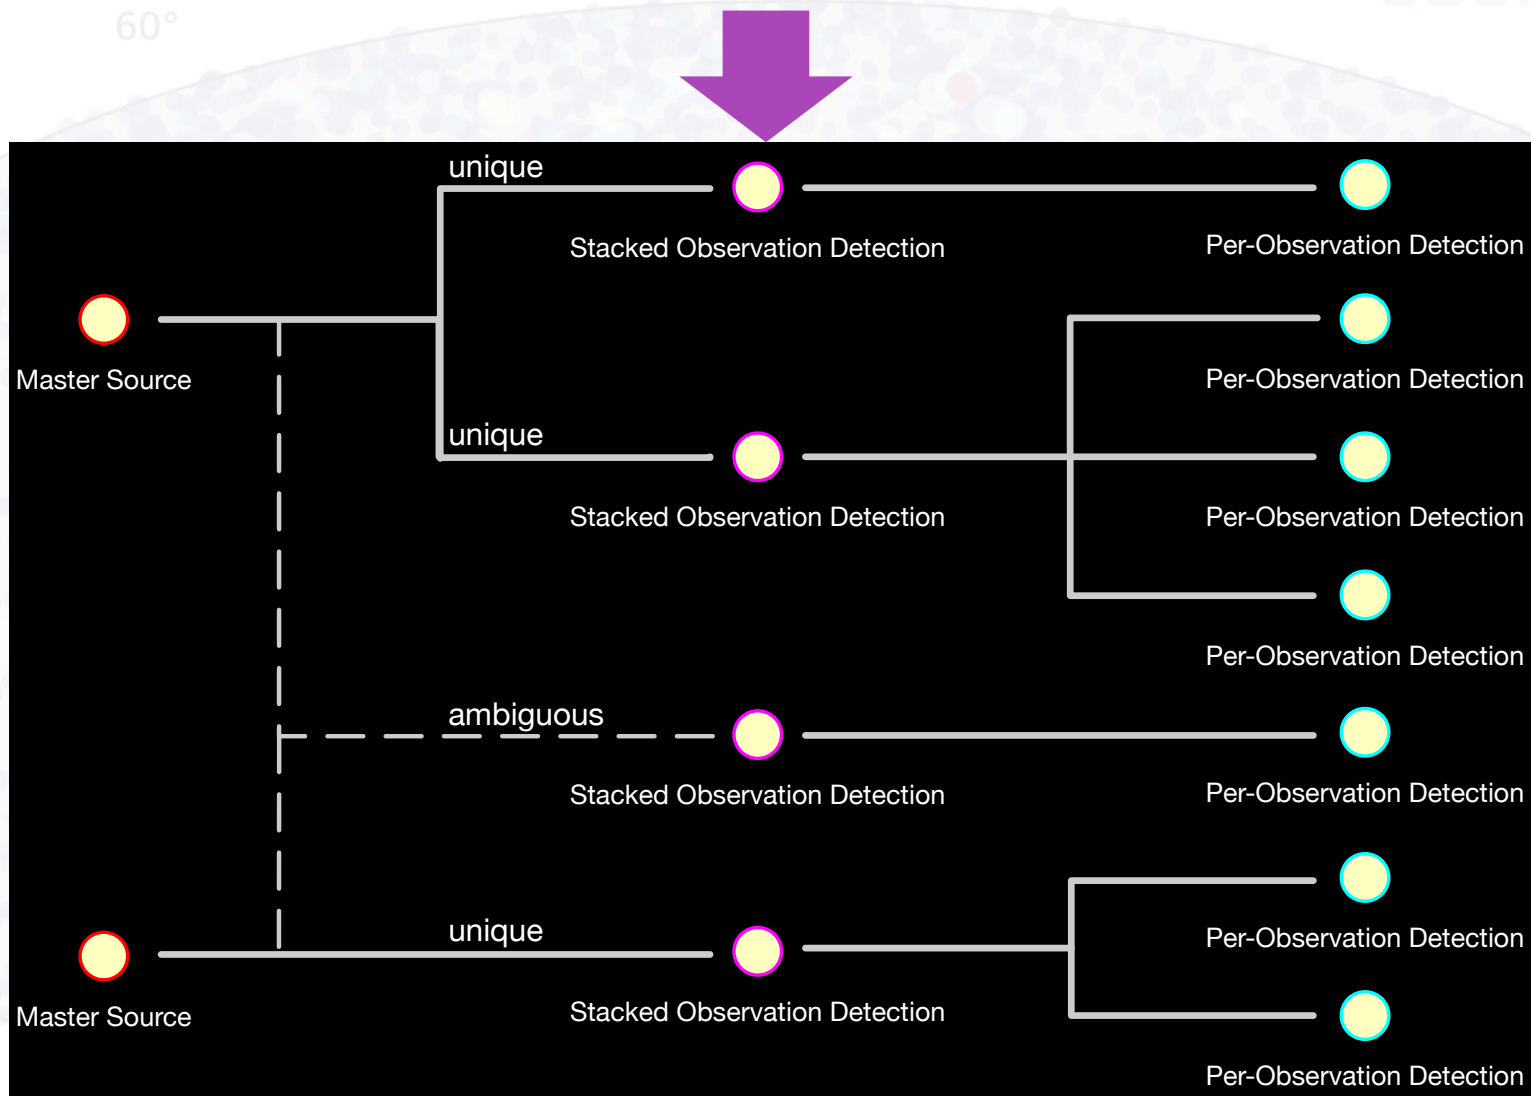 60°
unique
Stacked Observation Detection
Per-Observation Detection
Master Source
Per-Observation Detection
unique
Stacked Observation Detection
Per-Observation Detection
Per-Observation Detection
ambiguous
Stacked Observation Detection
Per-Observation Detection
unique
Per-Observation Detection
Master Source
Stacked Observation Detection
Per-Observation Detection